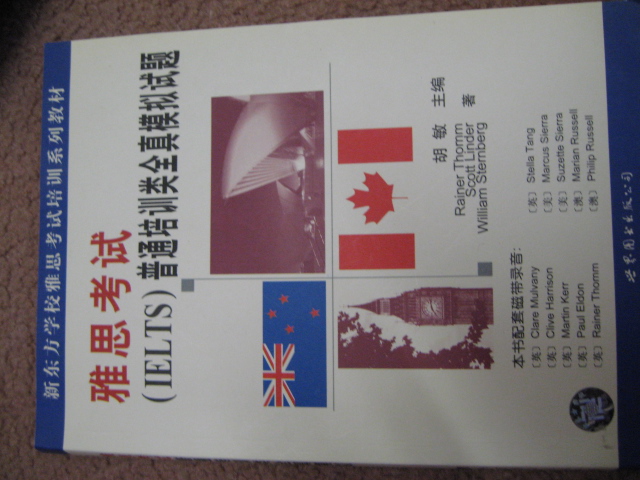 新东方学校雅思考试培训系列教材
雅思考试
(IELTS)普通培训类全真模拟试题
胡 敏 主编
Rainer Thomm
Scott Linder 著
William Sternberg
本书配套磁带录音:
〔英〕Clare Mulvany 〔英〕Stella Tang
〔英〕Clive Harrison 〔美〕Marcus Sierra
〔英〕Martin Kerr 〔美〕Suzette Sierra
〔英〕Paul Eldon 〔澳〕Marian Russell
〔英〕Rainer Thomm 〔澳〕Philip Russell
世界图书出版公司